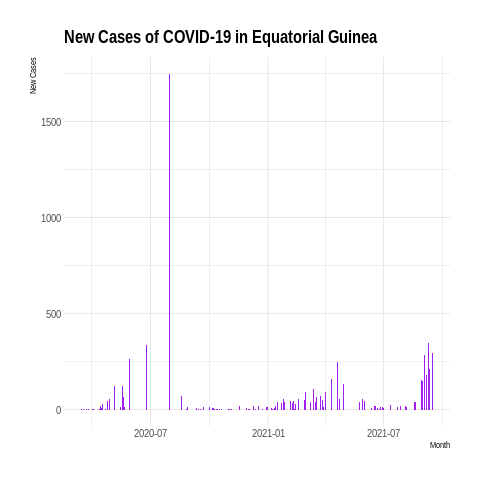 New Cases of COVID-19 in Equatorial Guinea
New Cases
1500
1000
500
0
2020-07
2021-01
2021-07
Month